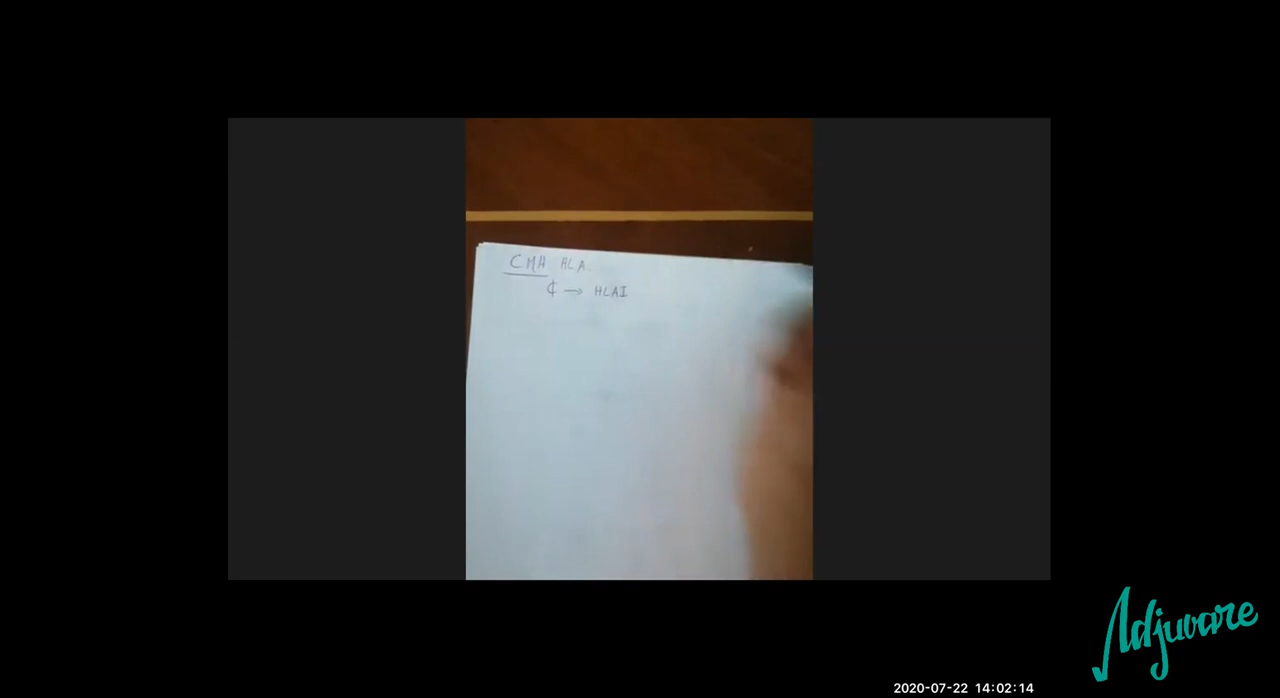 CMH HLA.
₵ → HLAI
Adjuvare
2020-07-22 14:02:14